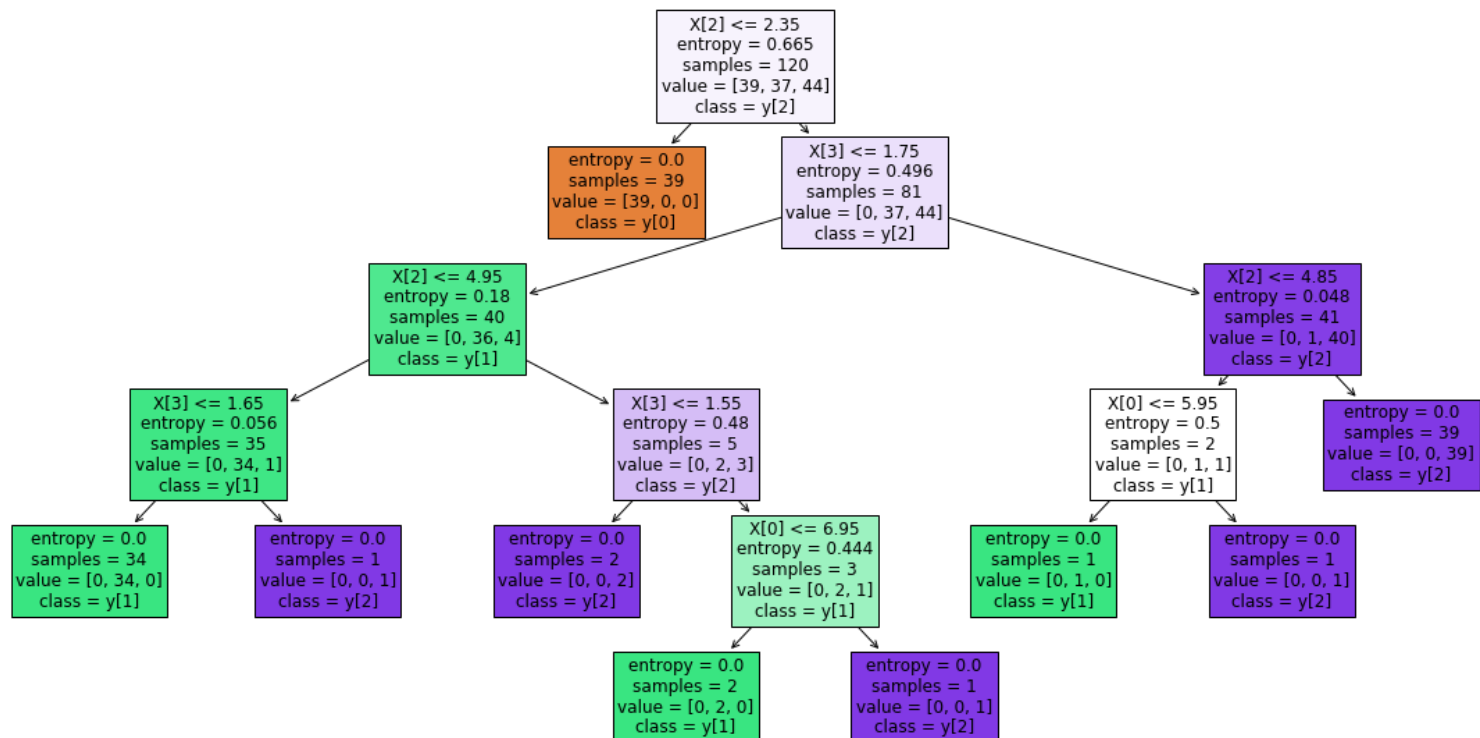 X[2] <= 2.35
entropy = 0.665
samples = 120
value = [39, 37, 44]
class = y[2]
entropy = 0.0
samples = 39
value = [39, 0, 0]
class = y[0]
X[3] <= 1.75
entropy = 0.496
samples = 81
value = [0, 37, 44]
class = y[2]
X[2] <= 4.95
entropy = 0.18
samples = 40
value = [0, 36, 4]
class = y[1]
X[2] <= 4.85
entropy = 0.048
samples = 41
value = [0, 1, 40]
class = y[2]
X[3] <= 1.65
entropy = 0.056
samples = 35
value = [0, 34, 1]
class = y[1]
X[3] <= 1.55
entropy = 0.48
samples = 5
value = [0, 2, 3]
class = y[2]
X[0] <= 5.95
entropy = 0.5
samples = 2
value = [0, 1, 1]
class = y[1]
entropy = 0.0
samples = 39
value = [0, 0, 39]
class = y[2]
entropy = 0.0
samples = 34
value = [0, 34, 0]
class = y[1]
entropy = 0.0
samples = 1
value = [0, 0, 1]
class = y[2]
entropy = 0.0
samples = 2
value = [0, 0, 2]
class = y[2]
X[0] <= 6.95
entropy = 0.444
samples = 3
value = [0, 2, 1]
class = y[1]
entropy = 0.0
samples = 1
value = [0, 1, 0]
class = y[1]
entropy = 0.0
samples = 1
value = [0, 0, 1]
class = y[2]
entropy = 0.0
samples = 2
value = [0, 2, 0]
class = y[1]
entropy = 0.0
samples = 1
value = [0, 0, 1]
class = y[2]